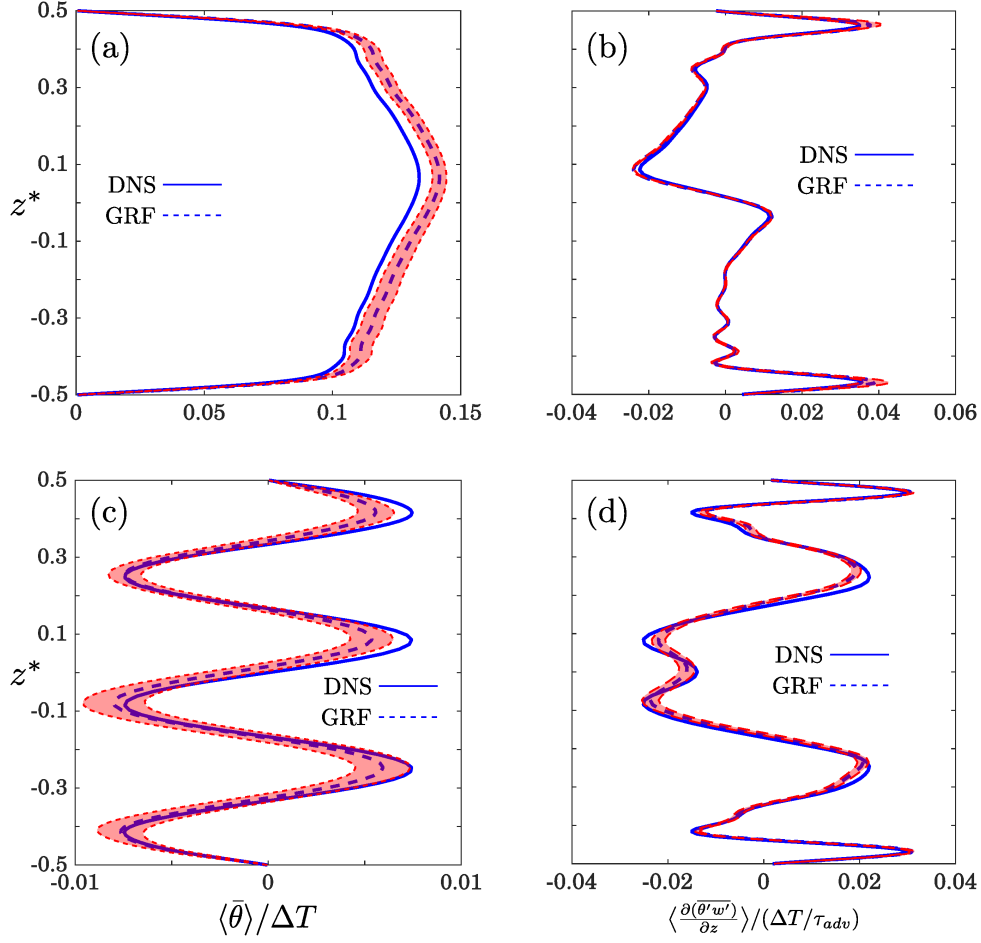 (a)
0.5
0.3
0.1
-0.1
-0.3
-0.5
z*
DNS
GRF
0 0.05 0.1 0.15
(b)
DNS
GRF
-0.04 -0.02 0 0.02 0.04 0.06
(c)
0.5
0.3
0.1
-0.1
-0.3
-0.5
z*
DNS
GRF
-0.01 0 0.01
⟨θ̄⟩/ΔT
(d)
DNS
GRF
-0.04 -0.02 0 0.02 0.04
⟨∂(θ′w′)‾/∂z⟩/(ΔT/τ_adv)